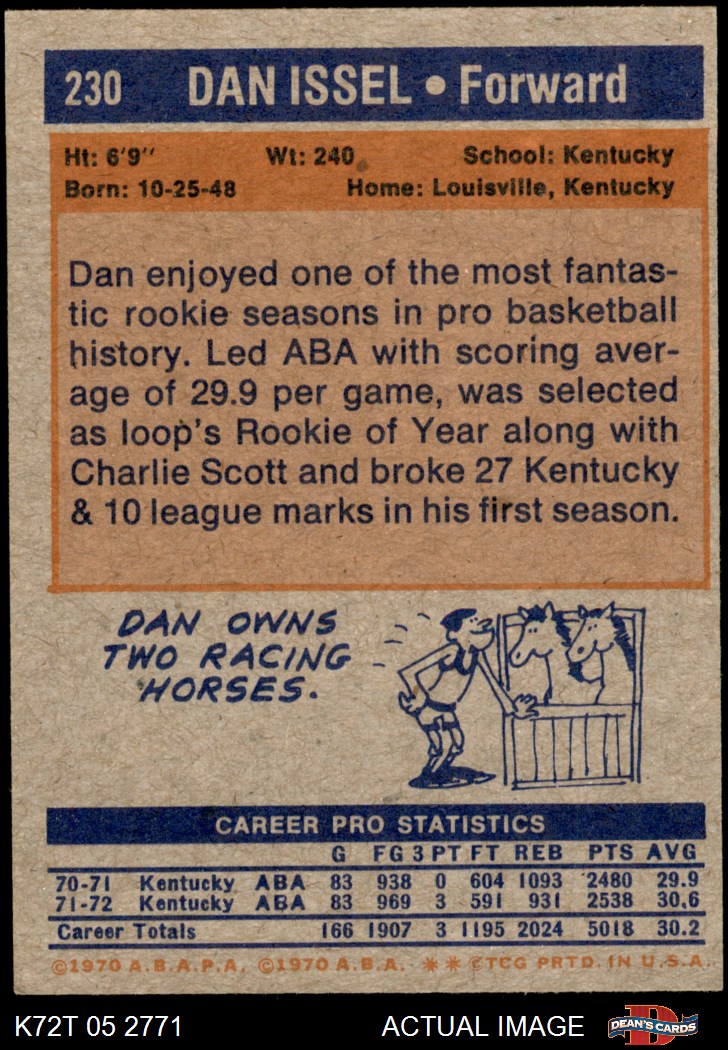 230 DAN ISSEL • Forward
Ht: 6'9" Wt: 240 School: Kentucky
Born: 10-25-48 Home: Louisville, Kentucky
Dan enjoyed one of the most fantas-
tic rookie seasons in pro basketball
history. Led ABA with scoring aver-
age of 29.9 per game, was selected
as loop's Rookie of Year along with
Charlie Scott and broke 27 Kentucky
& 10 league marks in his first season.
DAN OWNS
TWO RACING
HORSES.
CAREER PRO STATISTICS
G FG 3 PT FT REB PTS AVG
70-71 Kentucky ABA 83 938 0 604 1093 2480 29.9
71-72 Kentucky ABA 83 969 3 591 931 2538 30.6
Career Totals 166 1907 3 1195 2024 5018 30.2
©1970 A.B.A.P.A. ©1970 A.B.A. ** ©TCG PRTD. IN U.S.A.
K72T 05 2771 ACTUAL IMAGE DEAN'S CARDS